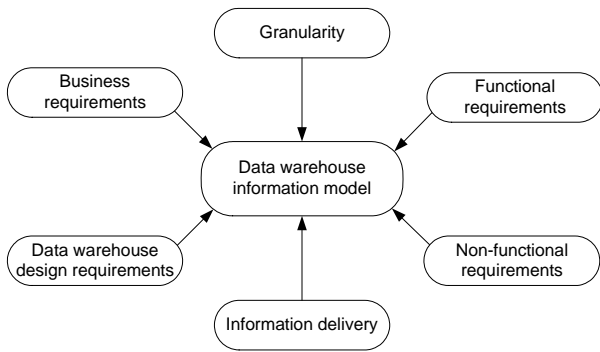 Granularity
Business
requirements
Functional
requirements
Data warehouse
information model
Data warehouse
design requirements
Non-functional
requirements
Information delivery